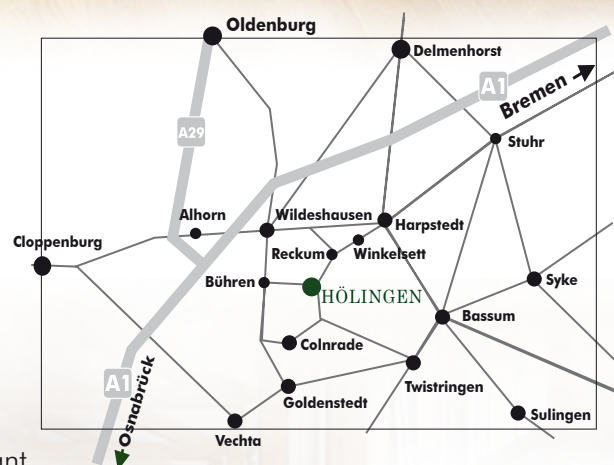 Oldenburg
Delmenhorst
A1
Bremen
A29
Stuhr
Alhorn
Wildeshausen
Harpstedt
Cloppenburg
Reckum
Winkelsett
Bühren
HÖLINGEN
Syke
Bassum
Colnrade
A1
Osnabrück
Twistringen
Goldenstedt
Sulingen
Vechta